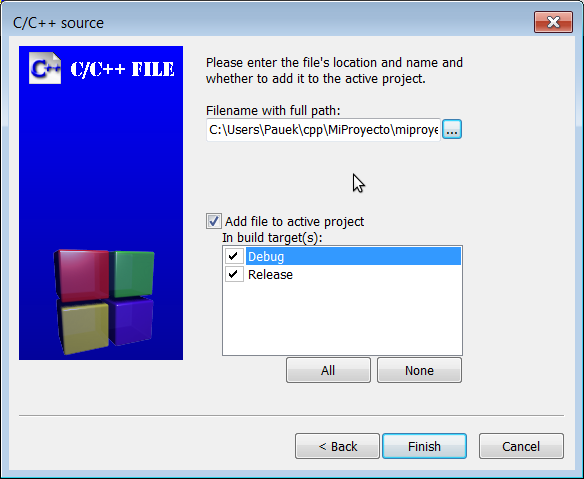 C/C++ source
C++
C/C++ FILE
Please enter the file's location and name and
whether to add it to the active project.
Filename with full path:
C:\Users\Pauek\cpp\MiProyecto\miproye
...
Add file to active project
In build target(s):
Debug
Release
All
None
< Back
Finish
Cancel